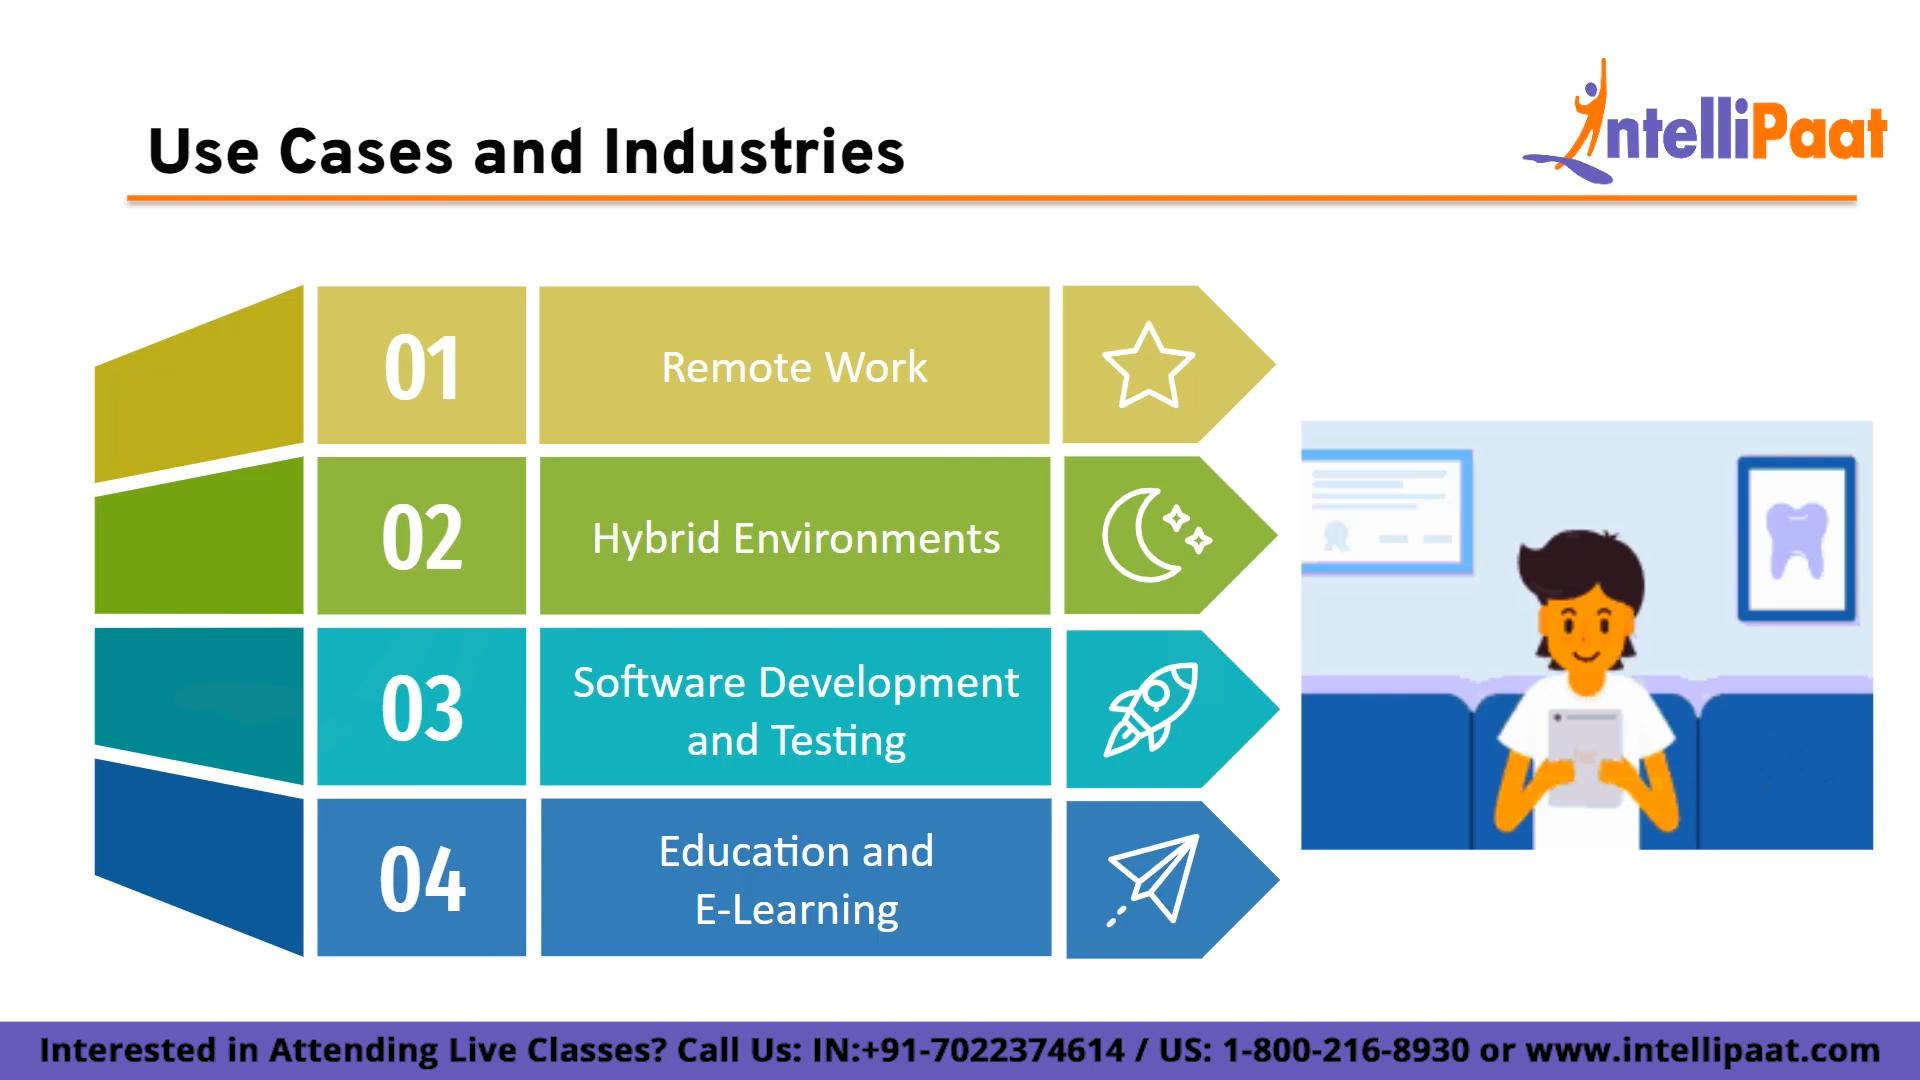 Use Cases and Industries
IntelliPaat
01
Remote Work
02
Hybrid Environments
03
Software Development
and Testing
04
Education and
E-Learning
Interested in Attending Live Classes? Call Us: IN:+91-7022374614 / US: 1-800-216-8930 or www.intellipaat.com